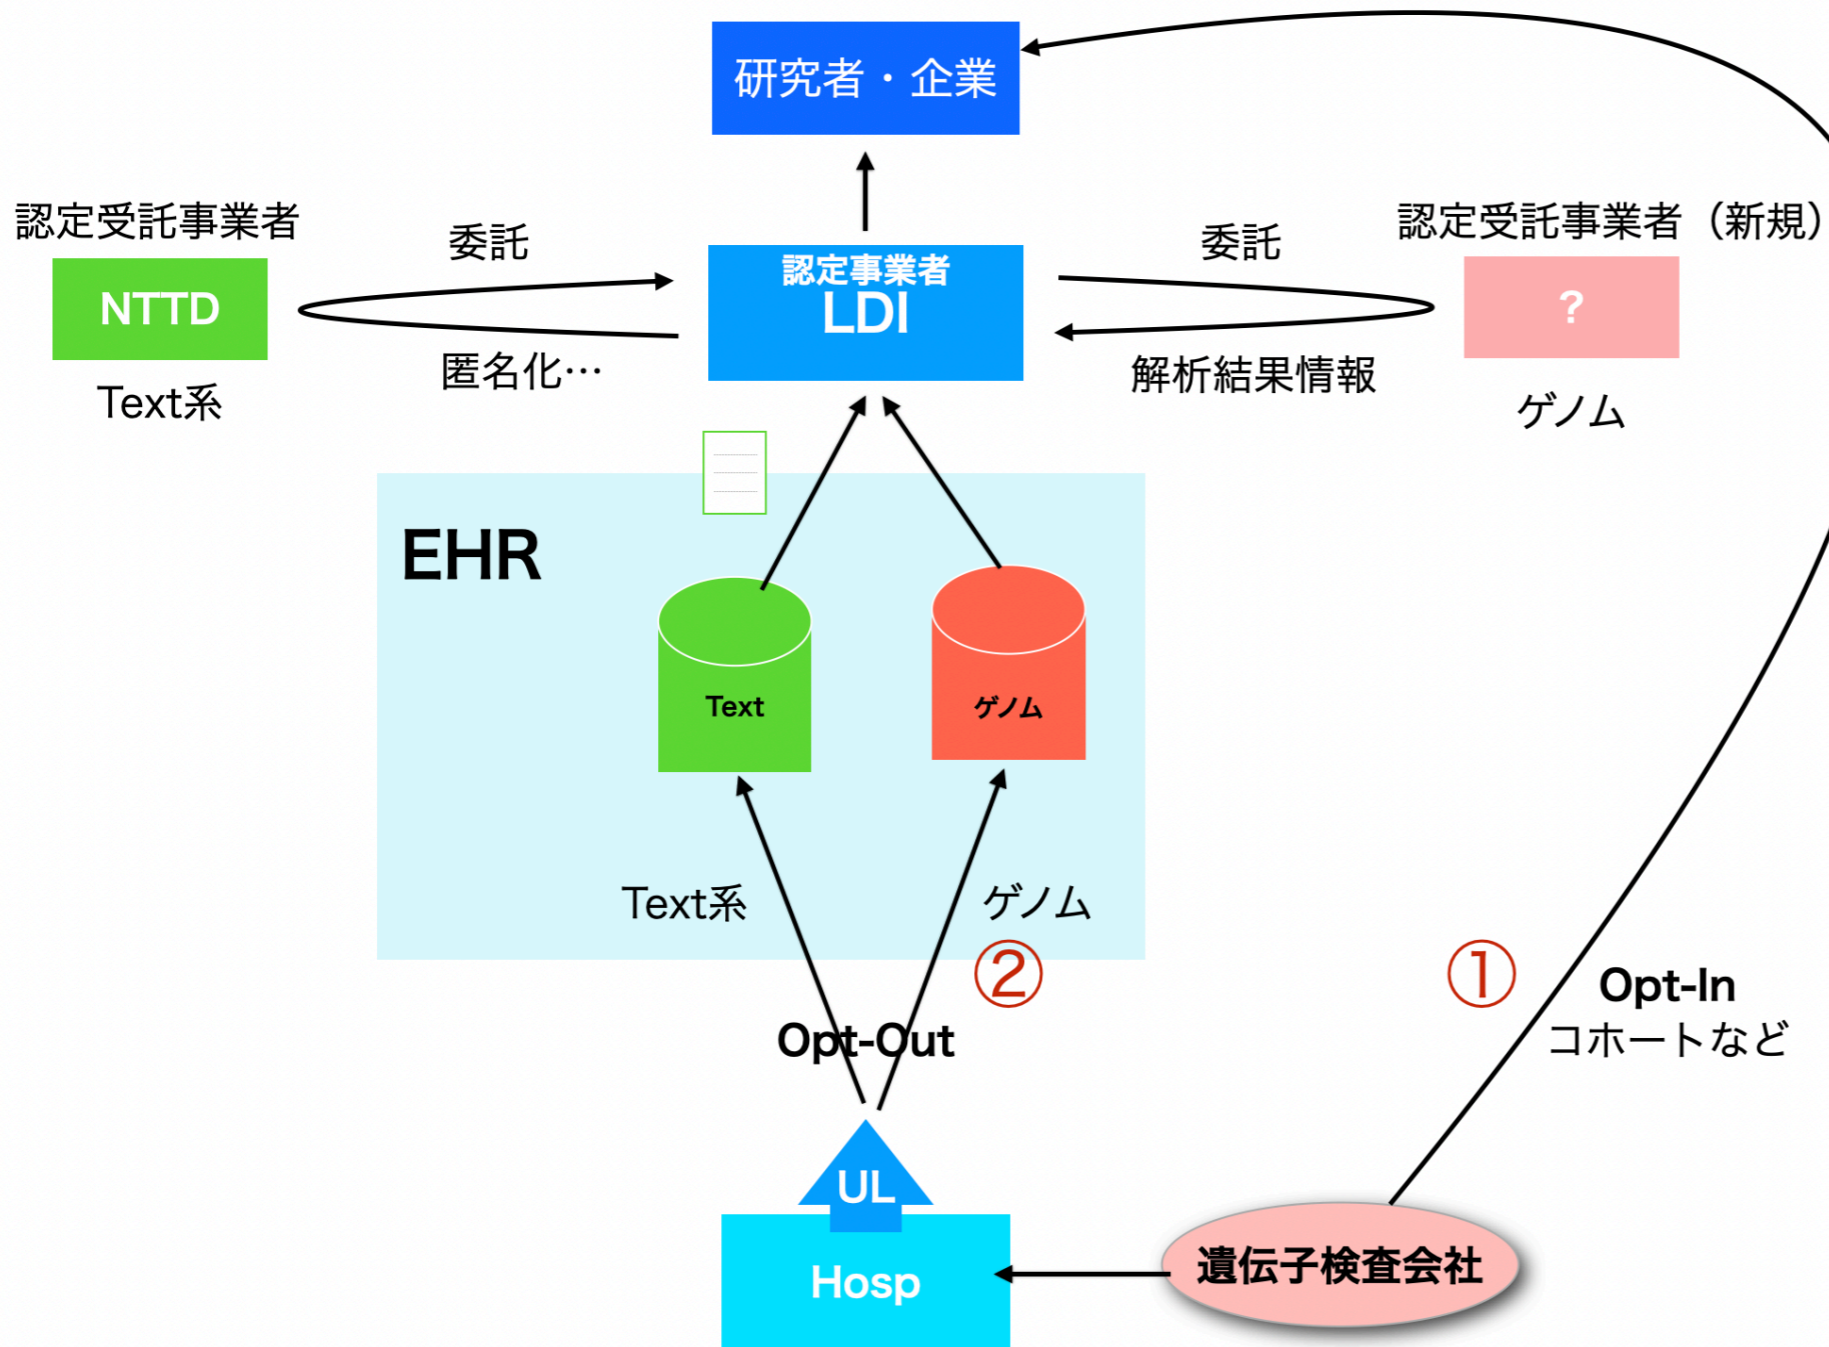 研究者・企業
認定受託事業者
NTTD
Text系
委託
匿名化…
認定事業者
LDI
委託
解析結果情報
認定受託事業者（新規）
?
ゲノム
EHR
Text
ゲノム
Text系
ゲノム
②
①
Opt-In
コホートなど
Opt-Out
UL
Hosp
遺伝子検査会社